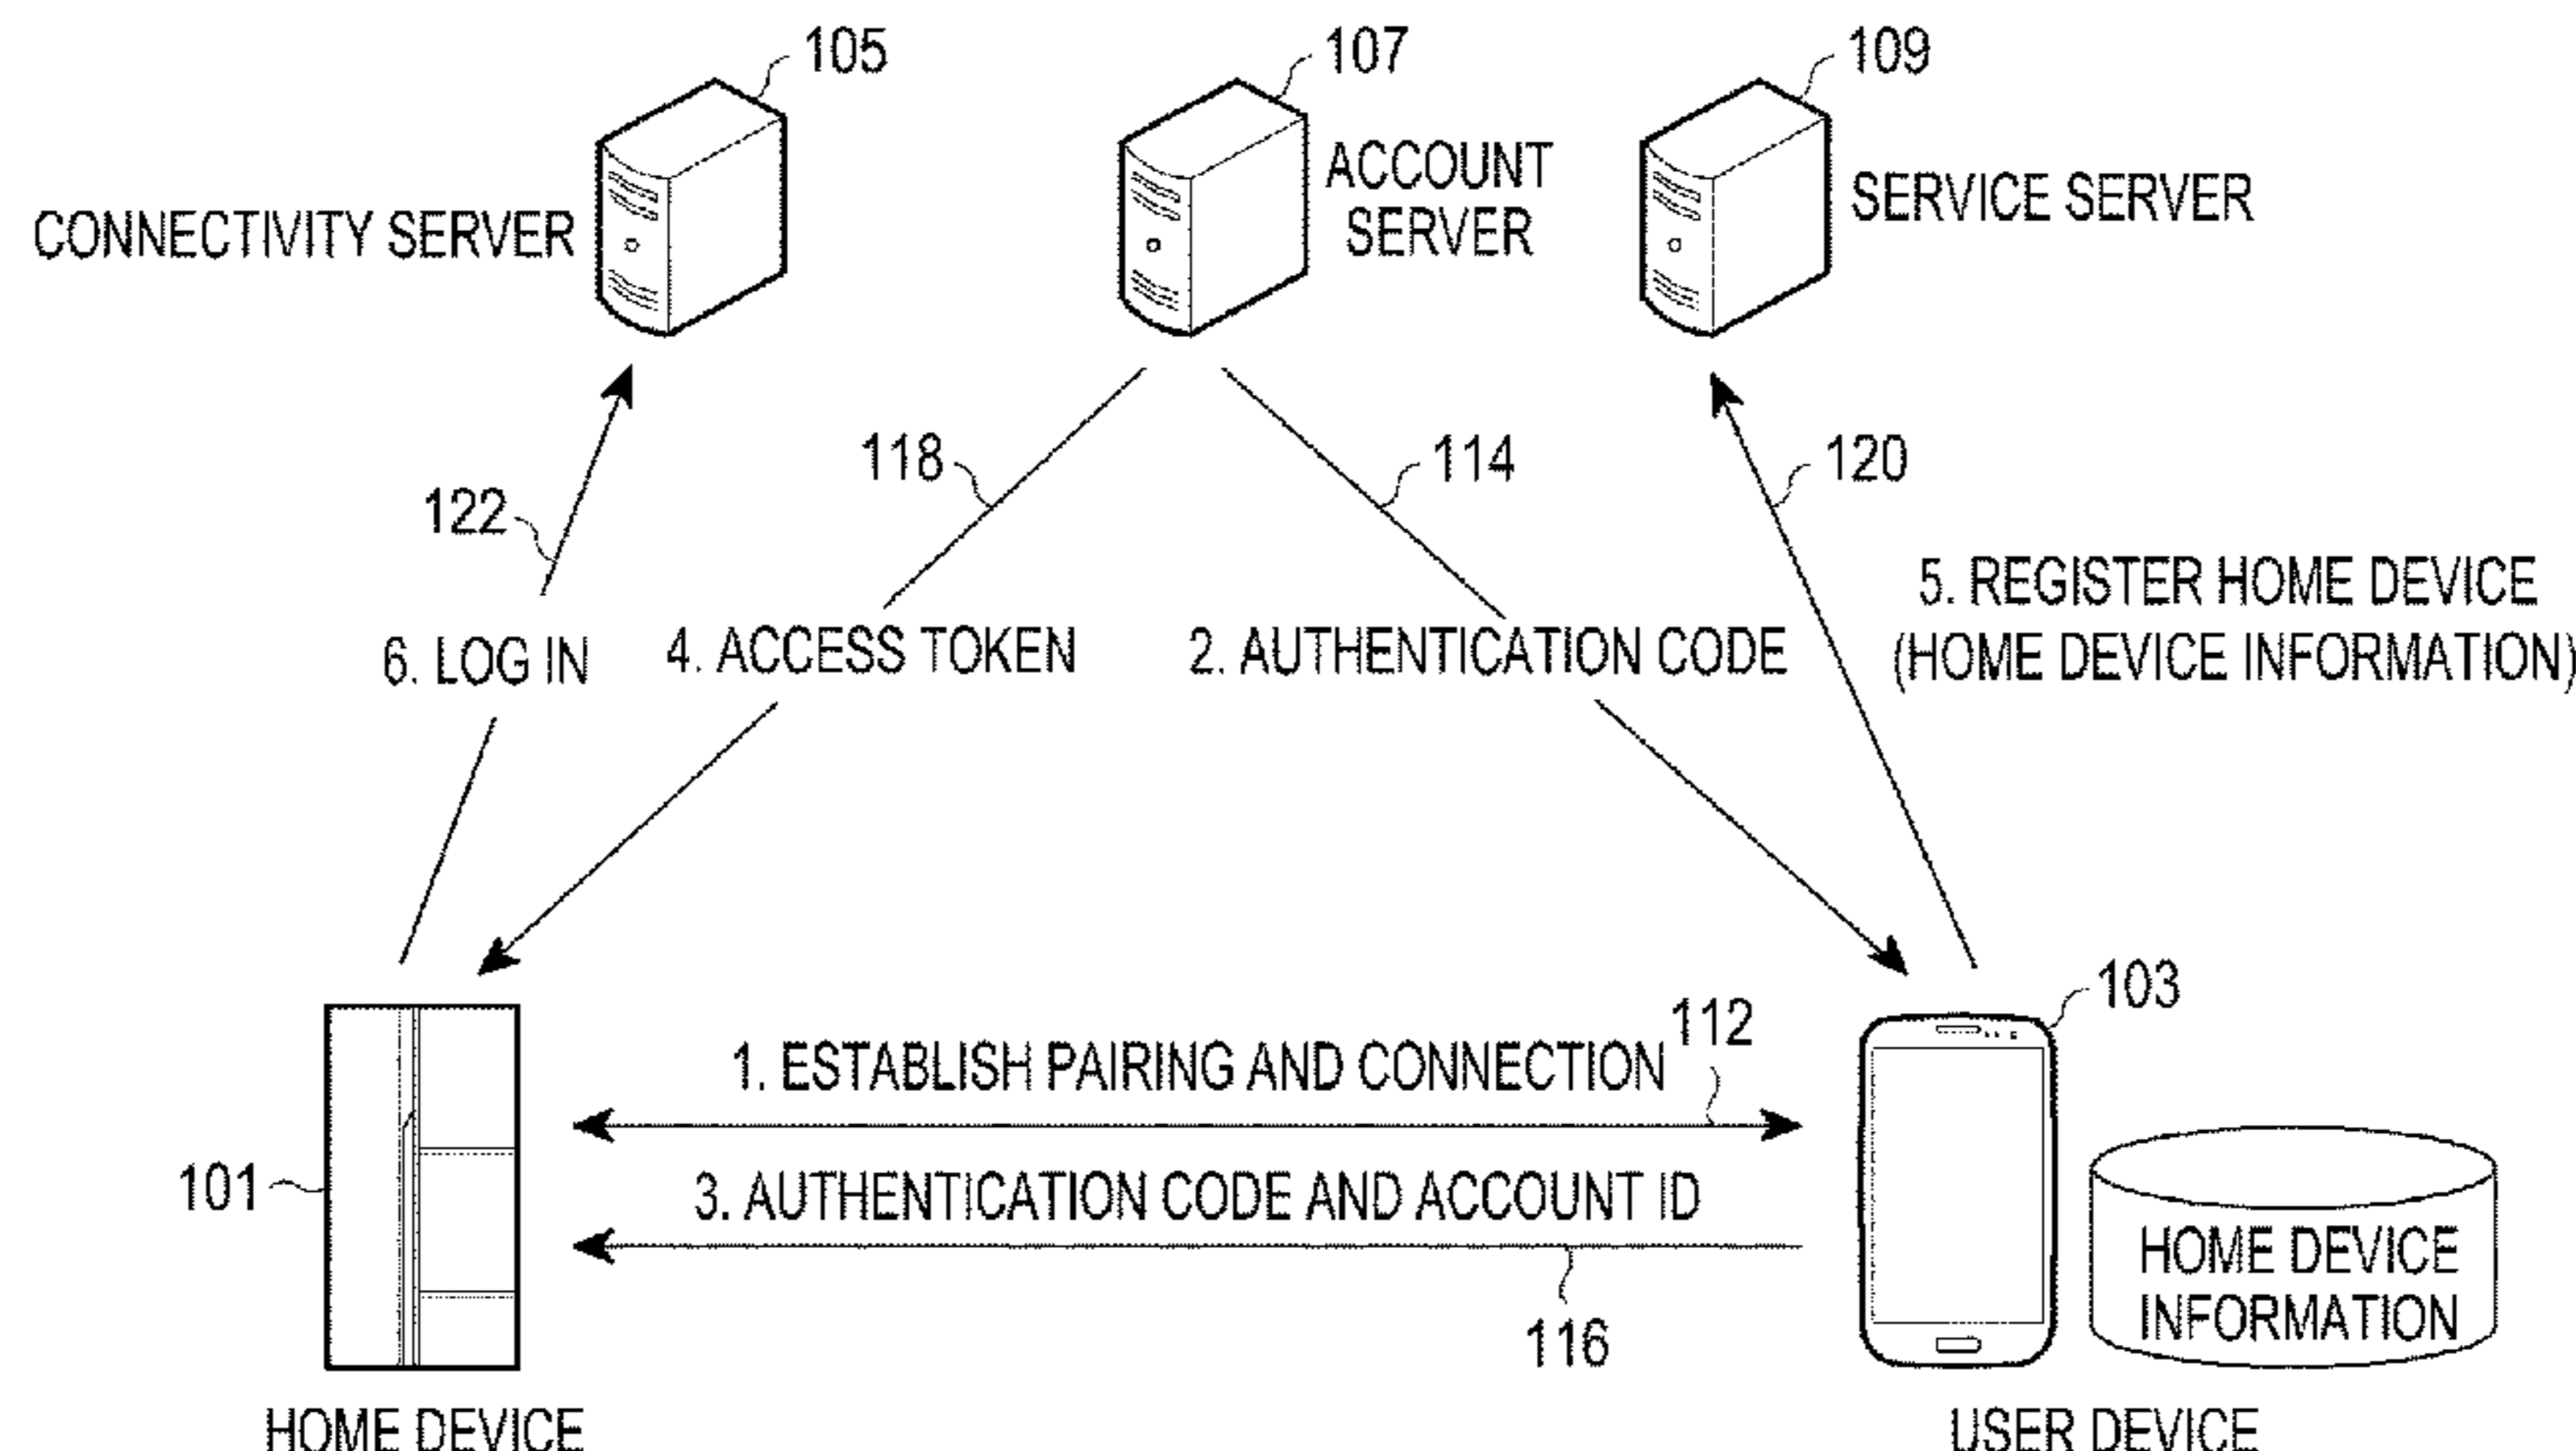 105
107
109
CONNECTIVITY SERVER
ACCOUNT
SERVER
SERVICE SERVER
118
114
120
122
5. REGISTER HOME DEVICE
(HOME DEVICE INFORMATION)
6. LOG IN
4. ACCESS TOKEN
2. AUTHENTICATION CODE
103
112
1. ESTABLISH PAIRING AND CONNECTION
101
3. AUTHENTICATION CODE AND ACCOUNT ID
116
HOME DEVICE
INFORMATION
HOME DEVICE
USER DEVICE